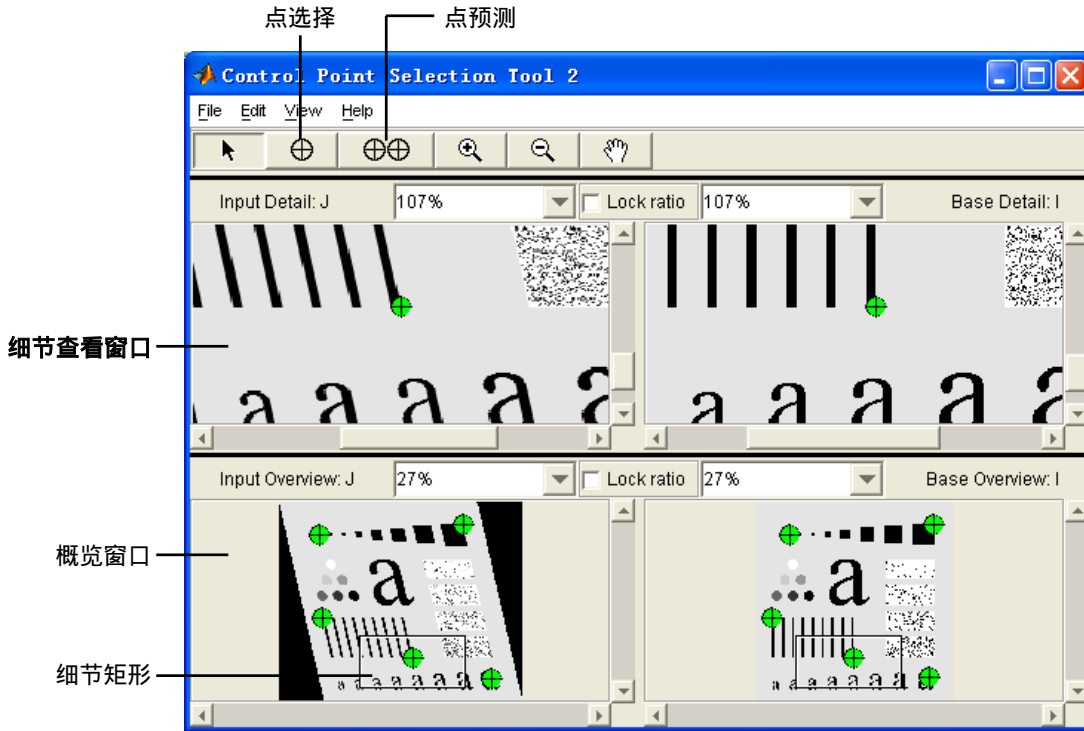 点选择 点预测
Control Point Selection Tool 2
File Edit View Help
Input Detail: J 107% Lock ratio 107% Base Detail: I
细节查看窗口
a a a a a a a a a a
Input Overview: J 27% Lock ratio 27% Base Overview: I
概览窗口
a a
细节矩形
a a a a a a a a a a a a a a